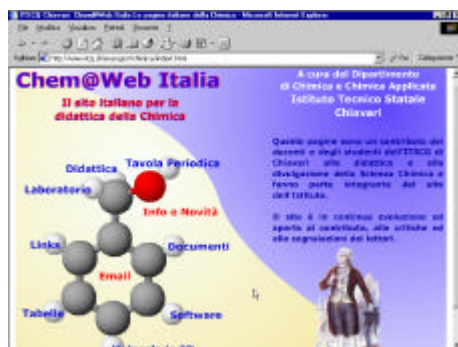 Chem@Web Italia
Il sito italiano per la
didattica della Chimica
A cura del Dipartimento
di Chimica e Chimica Applicata
Istituto Tecnico Statale
Chiavari
Queste pagine sono un contributo dei
docenti e degli studenti dell'ITSCG di
Chiavari alla didattica e alla
divulgazione della Scienza Chimica e
fanno parte integrante del sito
dell'Istituto.
Il sito è in continua evoluzione ed
aperto al contributo, alle critiche ed
alle segnalazioni dei lettori.
Didattica
Tavola Periodica
Laboratorio
Info e Novità
Links
Documenti
Email
Tabelle
Software